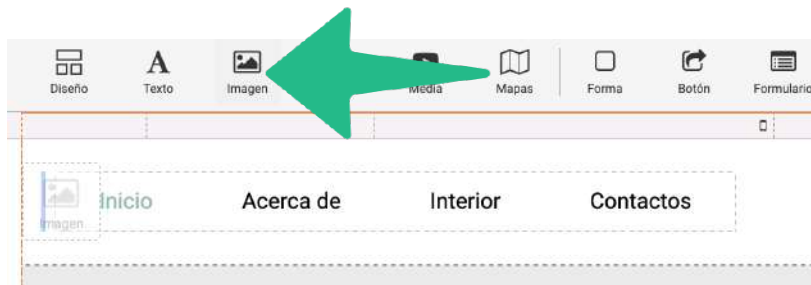 Diseño Texto Imagen Media Mapas Forma Botón Formulario
Inicio Acerca de Interior Contactos
Imagen